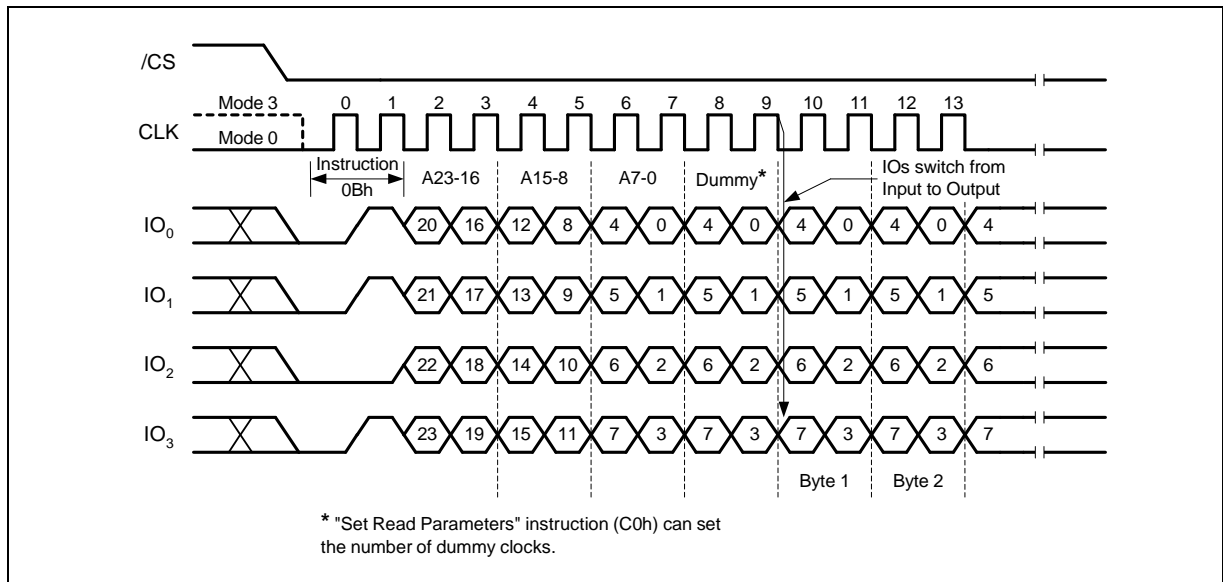 /CS
Mode 3 0 1 2 3 4 5 6 7 8 9 10 11 12 13
CLK Mode 0
Instruction
0Bh
A23-16 A15-8 A7-0 Dummy*
IOs switch from
Input to Output
IO0 20 16 12 8 4 0 4 0 4 0 4 0 4
IO1 21 17 13 9 5 1 5 1 5 1 5 1 5
IO2 22 18 14 10 6 2 6 2 6 2 6 2 6
IO3 23 19 15 11 7 3 7 3 7 3 7 3 7
Byte 1 Byte 2
* "Set Read Parameters" instruction (C0h) can set
the number of dummy clocks.